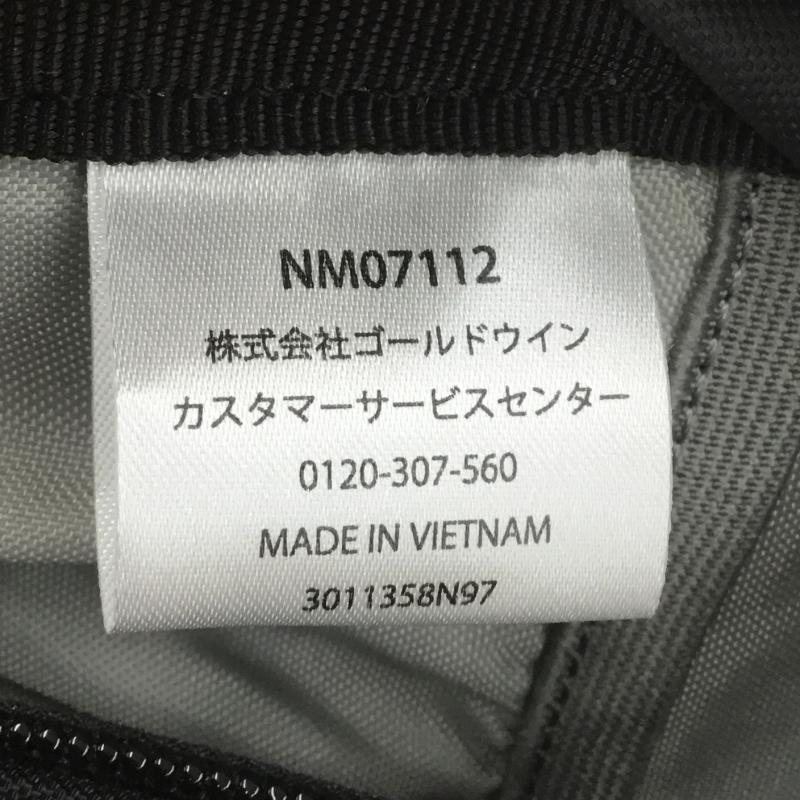 NM07112
株式会社ゴールドウイン
カスタマーサービスセンター
0120-307-560
MADE IN VIETNAM
3011358N97